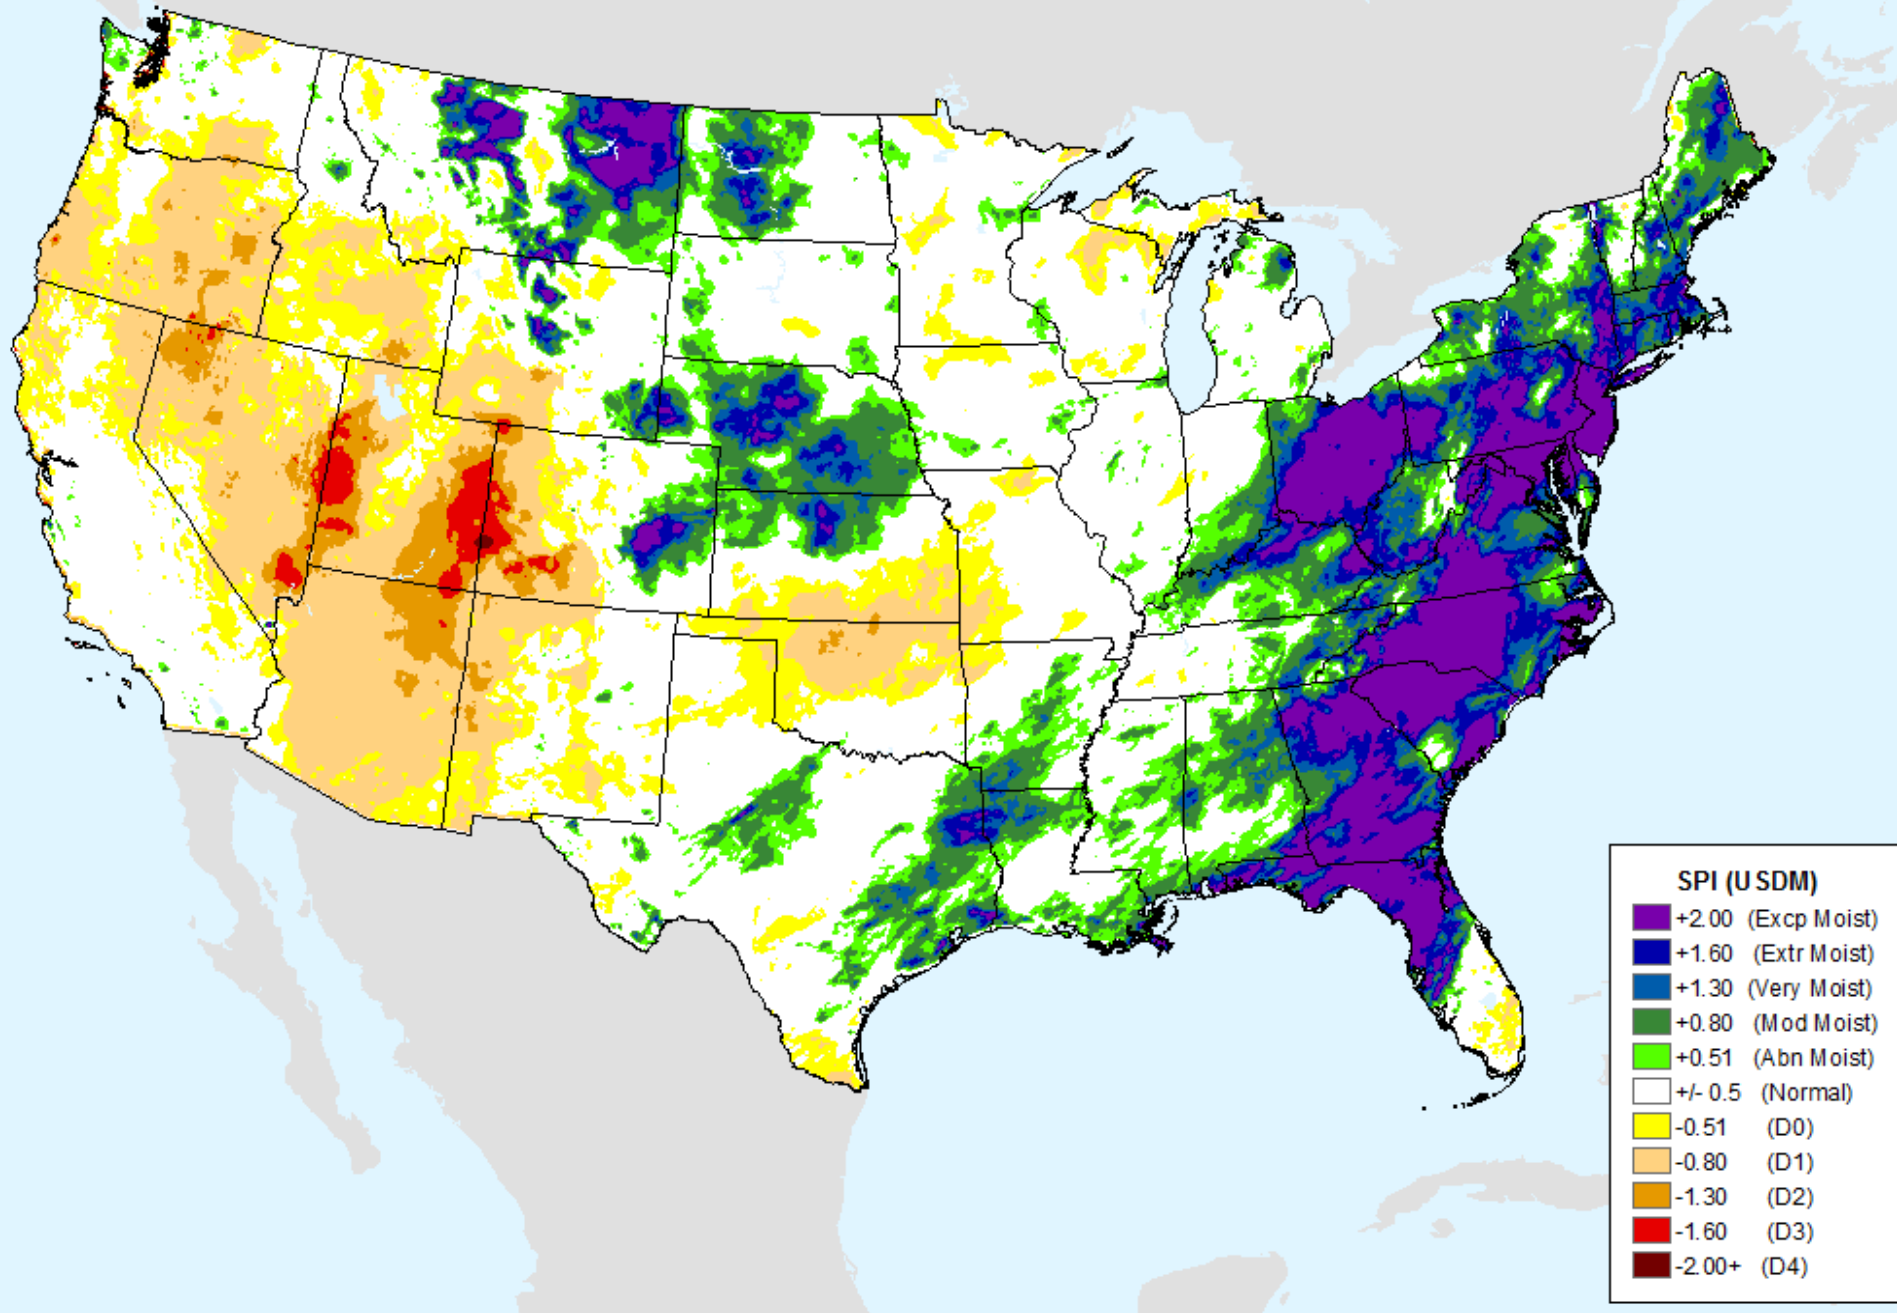 SPI (USDM)
+2.00 (Excp Moist)
+1.60 (Extr Moist)
+1.30 (Very Moist)
+0.80 (Mod Moist)
+0.51 (Abn Moist)
+/- 0.5 (Normal)
-0.51 (D0)
-0.80 (D1)
-1.30 (D2)
-1.60 (D3)
-2.00+ (D4)